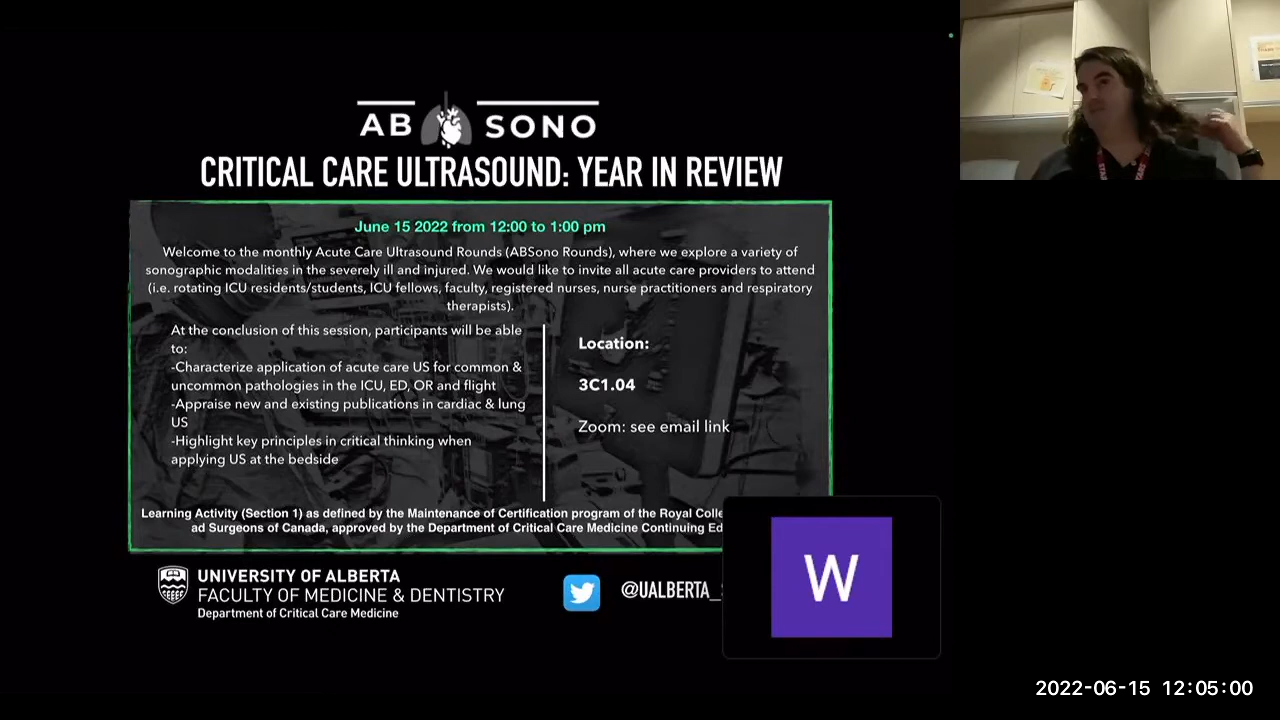 AB SONO
CRITICAL CARE ULTRASOUND: YEAR IN REVIEW
June 15 2022 from 12:00 to 1:00 pm
Welcome to the monthly Acute Care Ultrasound Rounds (ABSono Rounds), where we explore a variety of
sonographic modalities in the severely ill and injured. We would like to invite all acute care providers to attend
(i.e. rotating ICU residents/students, ICU fellows, faculty, registered nurses, nurse practitioners and respiratory
therapists).
At the conclusion of this session, participants will be able
to:
-Characterize application of acute care US for common &
uncommon pathologies in the ICU, ED, OR and flight
-Appraise new and existing publications in cardiac & lung
US
-Highlight key principles in critical thinking when
applying US at the bedside
Location:
3C1.04
Zoom: see email link
Learning Activity (Section 1) as defined by the Maintenance of Certification program of the Royal Colle
ad Surgeons of Canada, approved by the Department of Critical Care Medicine Continuing Ed
UNIVERSITY OF ALBERTA
FACULTY OF MEDICINE & DENTISTRY
Department of Critical Care Medicine
@UALBERTA_
W
2022-06-15 12:05:00